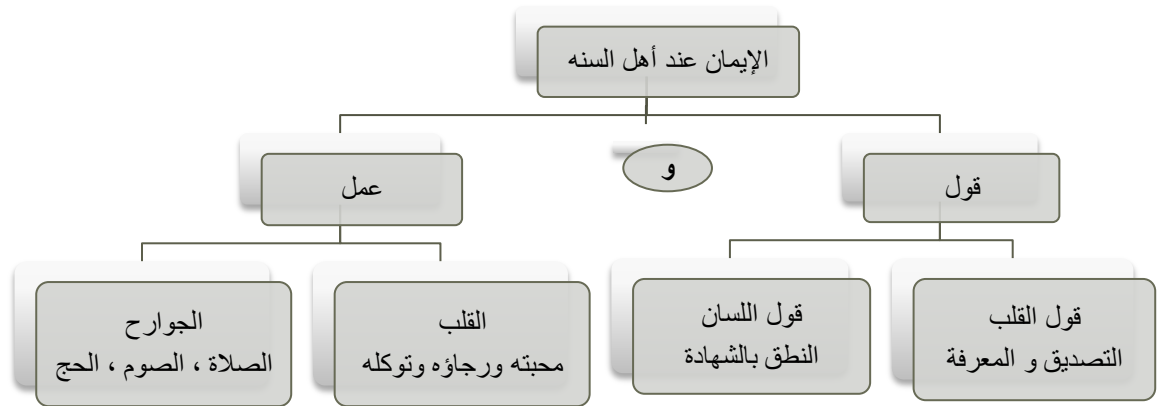 الإيمان عند أهل السنه
قول
و
عمل
قول القلب
التصديق و المعرفة
قول اللسان
النطق بالشهادة
القلب
محبته ورجاؤه وتوكله
الجوارح
الصلاة ، الصوم ، الحج